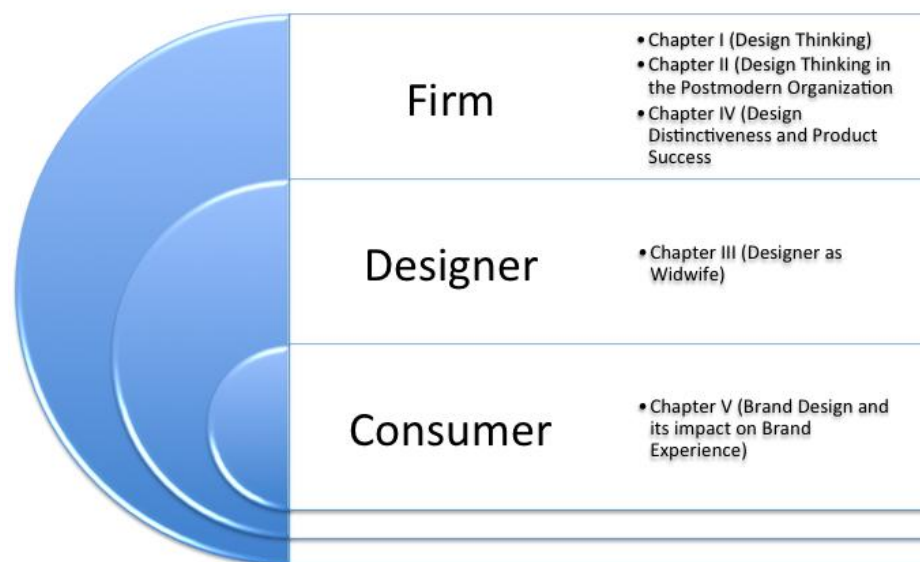 Firm
•Chapter I (Design Thinking)
•Chapter II (Design Thinking in
the Postmodern Organization
•Chapter IV (Design
Distinctiveness and Product
Success
Designer
•Chapter III (Designer as
Widwife)
Consumer
•Chapter V (Brand Design and
its impact on Brand
Experience)